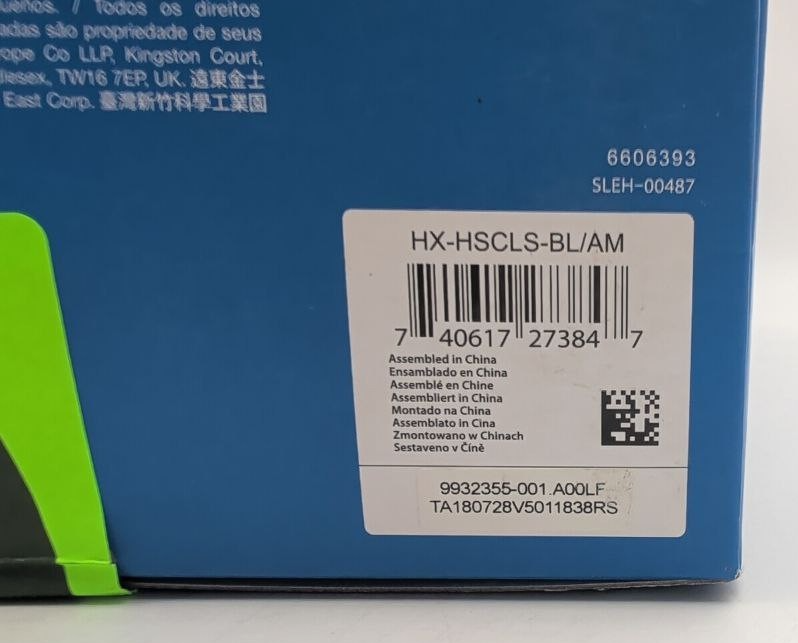 ueños. / Todos os direitos
adas são propriedade de seus
ope Co LLP, Kingston Court,
lesex, TW16 7EP, UK. 遠東金士
East Corp. 臺灣新竹科學工業園
6606393
SLEH-00487
HX-HSCLS-BL/AM
7 40617 27384 7
Assembled in China
Ensamblado en China
Assemblé en Chine
Assembliert in China
Montado na China
Assemblato in Cina
Zmontowano w Chinach
Sestaveno v Číně
9932355-001.A00LF
TA180728V5011838RS